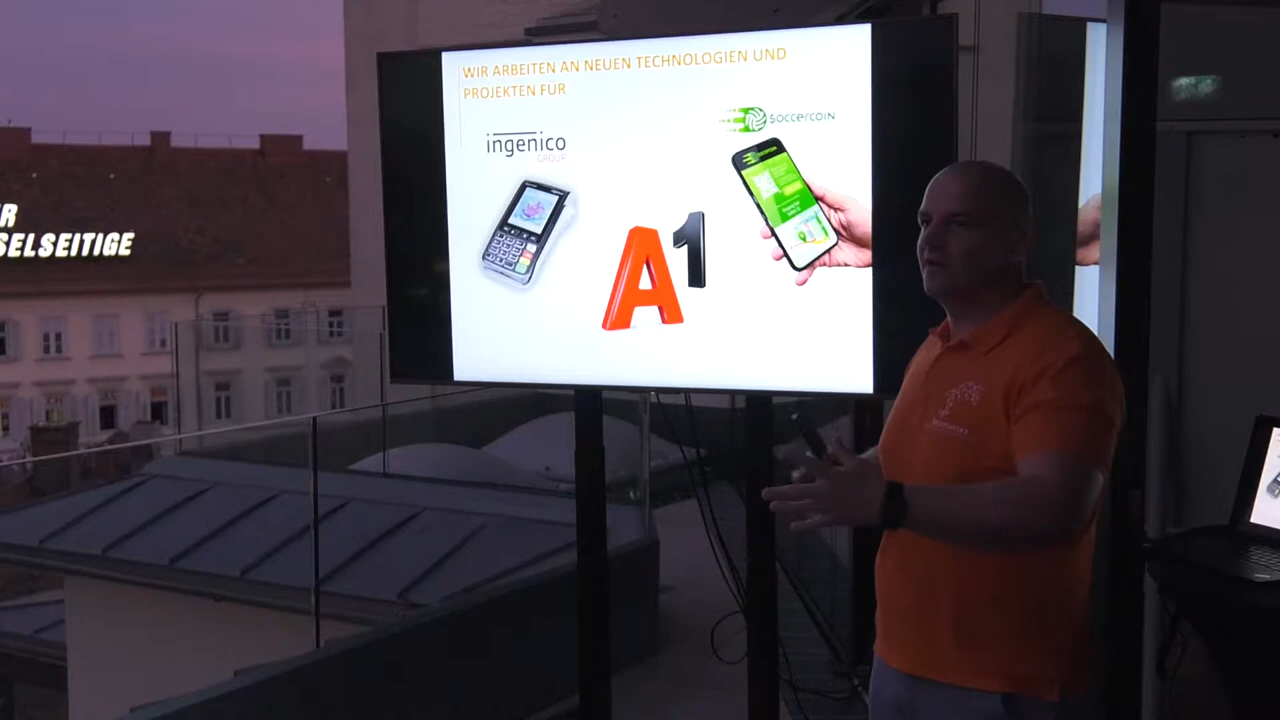 WIR ARBEITEN AN NEUEN TECHNOLOGIEN UND
PROJEKTEN FÜR
ingenico
GROUP
SOCCERCOIN
A1
R
SELSEITIGE